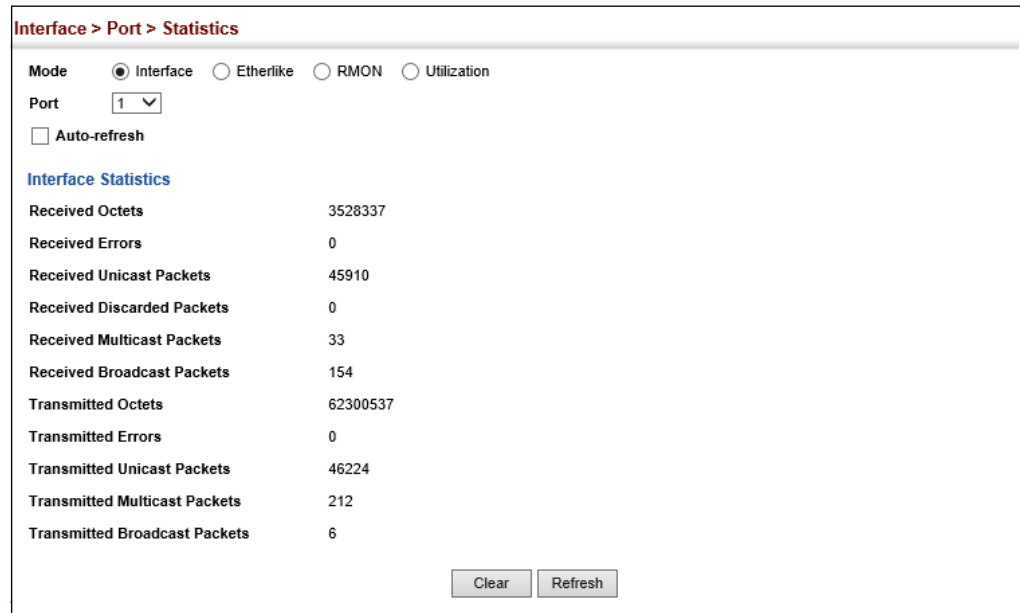 Interface > Port > Statistics
Mode Interface Etherlike RMON Utilization
Port 1
Auto-refresh
Interface Statistics
Received Octets 3528337
Received Errors 0
Received Unicast Packets 45910
Received Discarded Packets 0
Received Multicast Packets 33
Received Broadcast Packets 154
Transmitted Octets 62300537
Transmitted Errors 0
Transmitted Unicast Packets 46224
Transmitted Multicast Packets 212
Transmitted Broadcast Packets 6
Clear Refresh